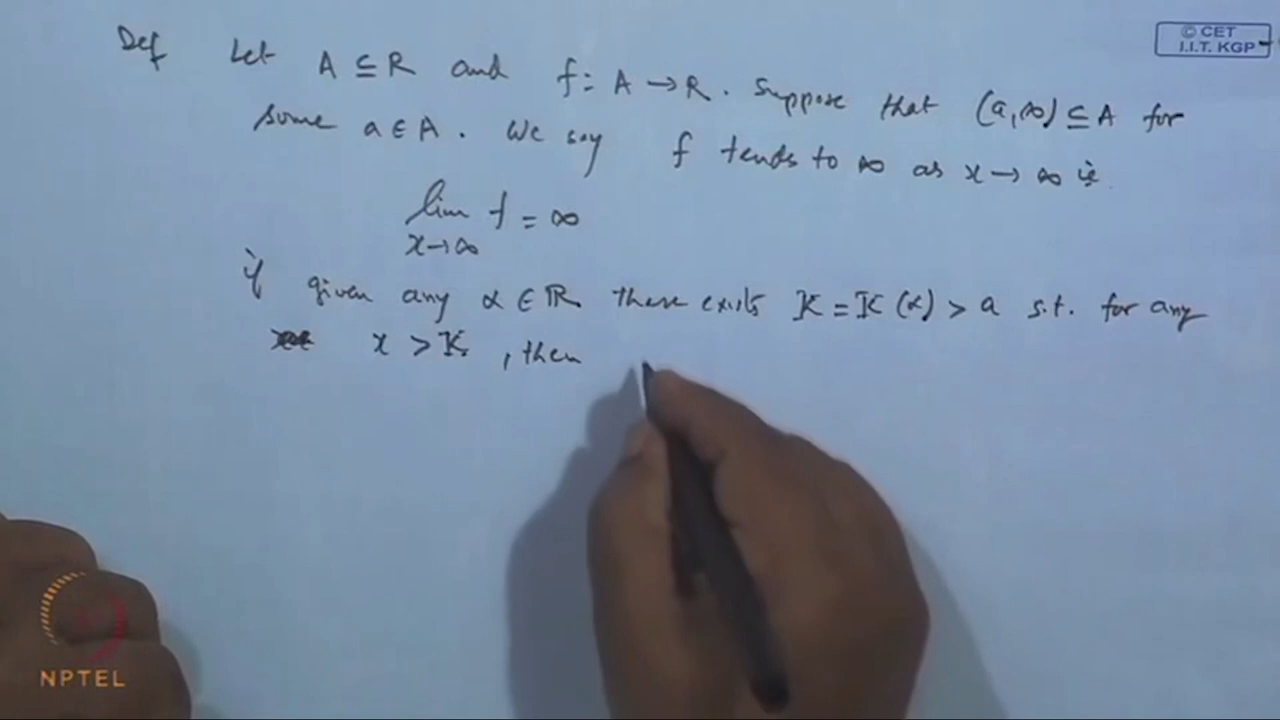 © CET
I.I.T. KGP
Def Let A ⊆ R and f: A → R. Suppose that (a,∞) ⊆ A for
some a ∈ A. We say f tends to ∞ as x → ∞ ie.
lim f = ∞
x→∞
if given any α ∈ ℝ there exists K = K(α) > a s.t. for any
x > K, then
NPTEL